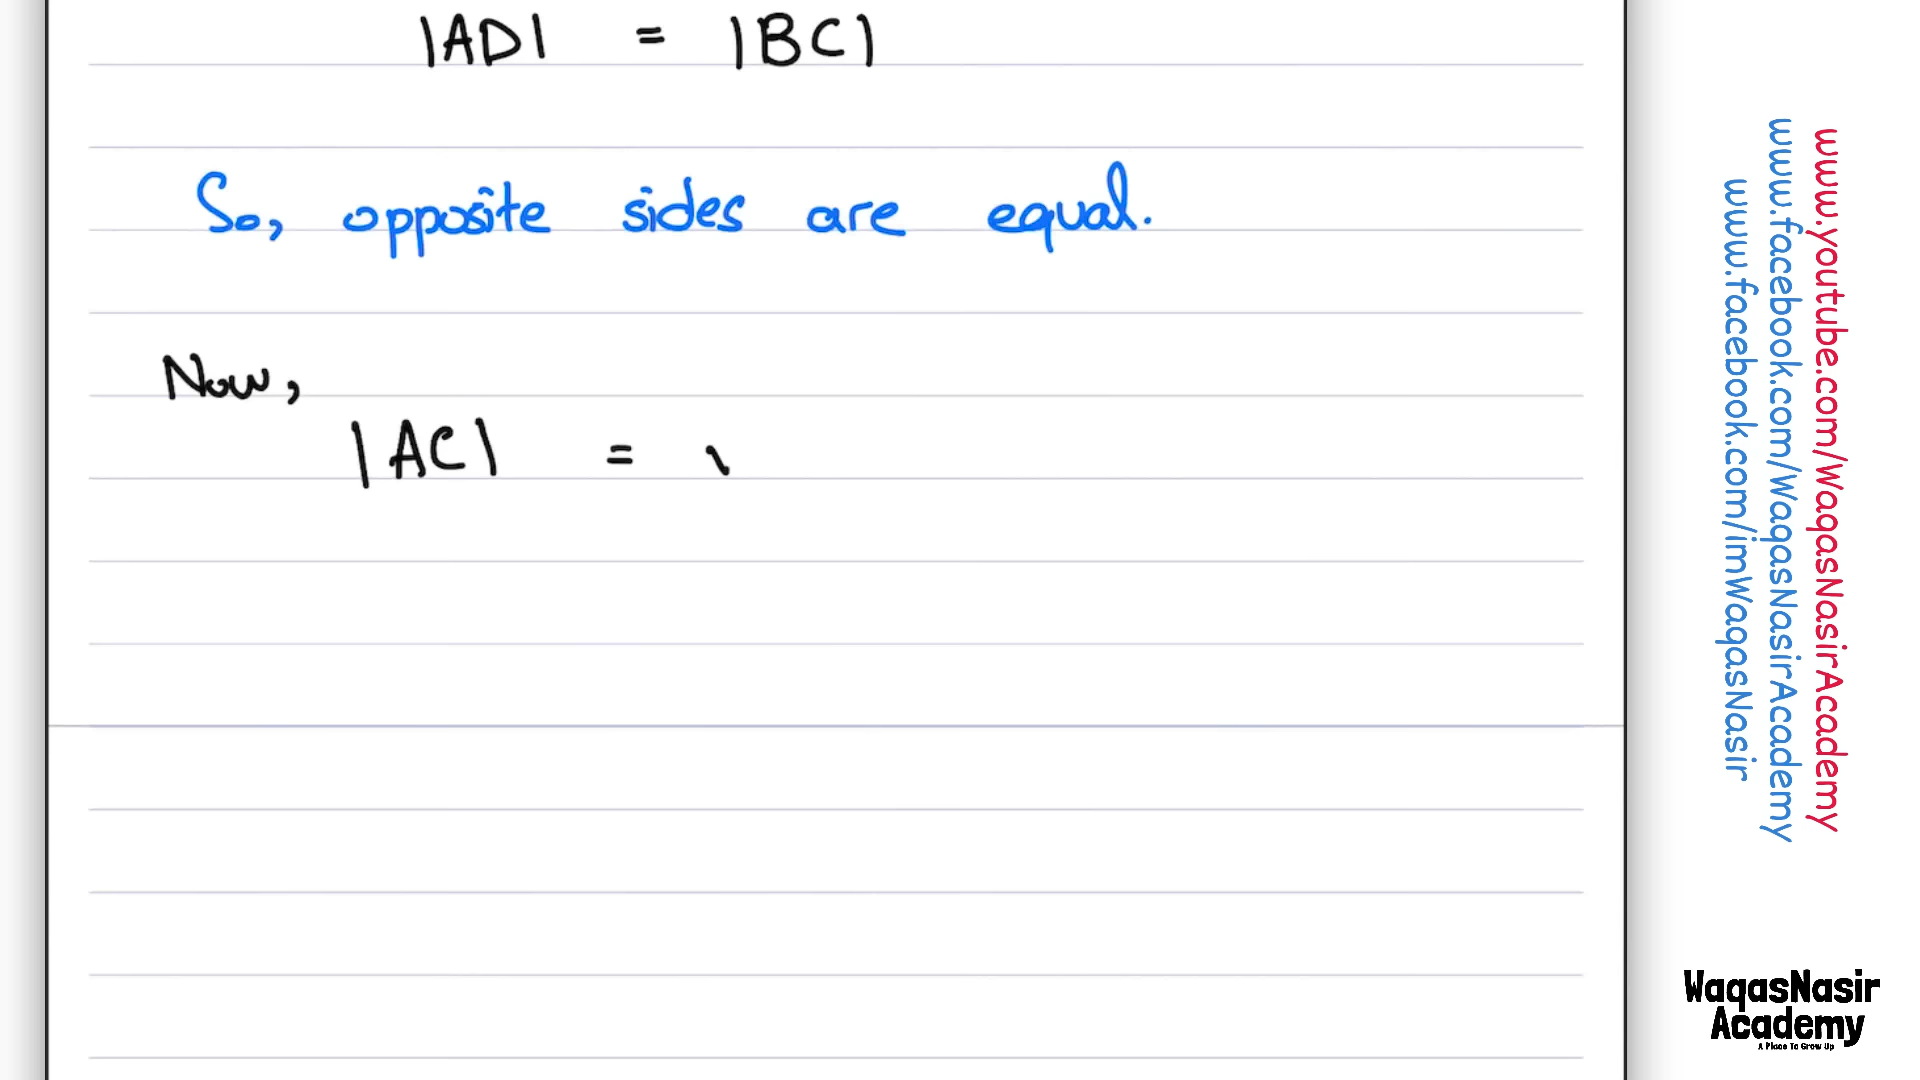 |AD| = |BC|
So, opposite sides are equal.
Now,
|AC| =
www.youtube.com/WaqasNasirAcademy
www.facebook.com/WaqasNasirAcademy
www.facebook.com/imWaqasNasir
WaqasNasir
Academy
A Place To Grow Up